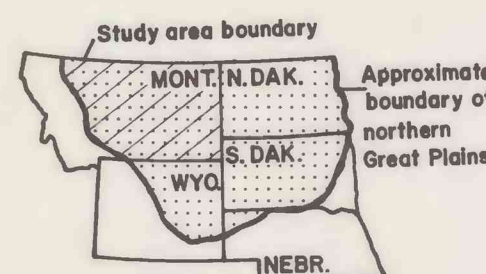 Study area boundary
MONT.
N. DAK.
Approximate
boundary of
northern
Great Plains
S. DAK.
WYO.
NEBR.